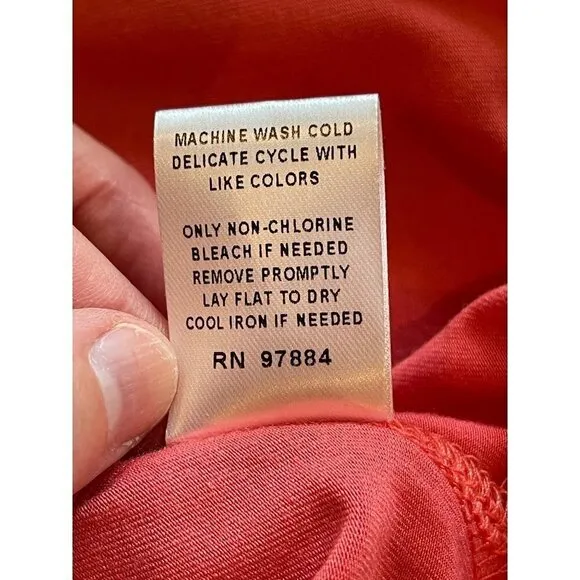 MACHINE WASH COLD
DELICATE CYCLE WITH
LIKE COLORS
ONLY NON-CHLORINE
BLEACH IF NEEDED
REMOVE PROMPTLY
LAY FLAT TO DRY
COOL IRON IF NEEDED
RN 97884